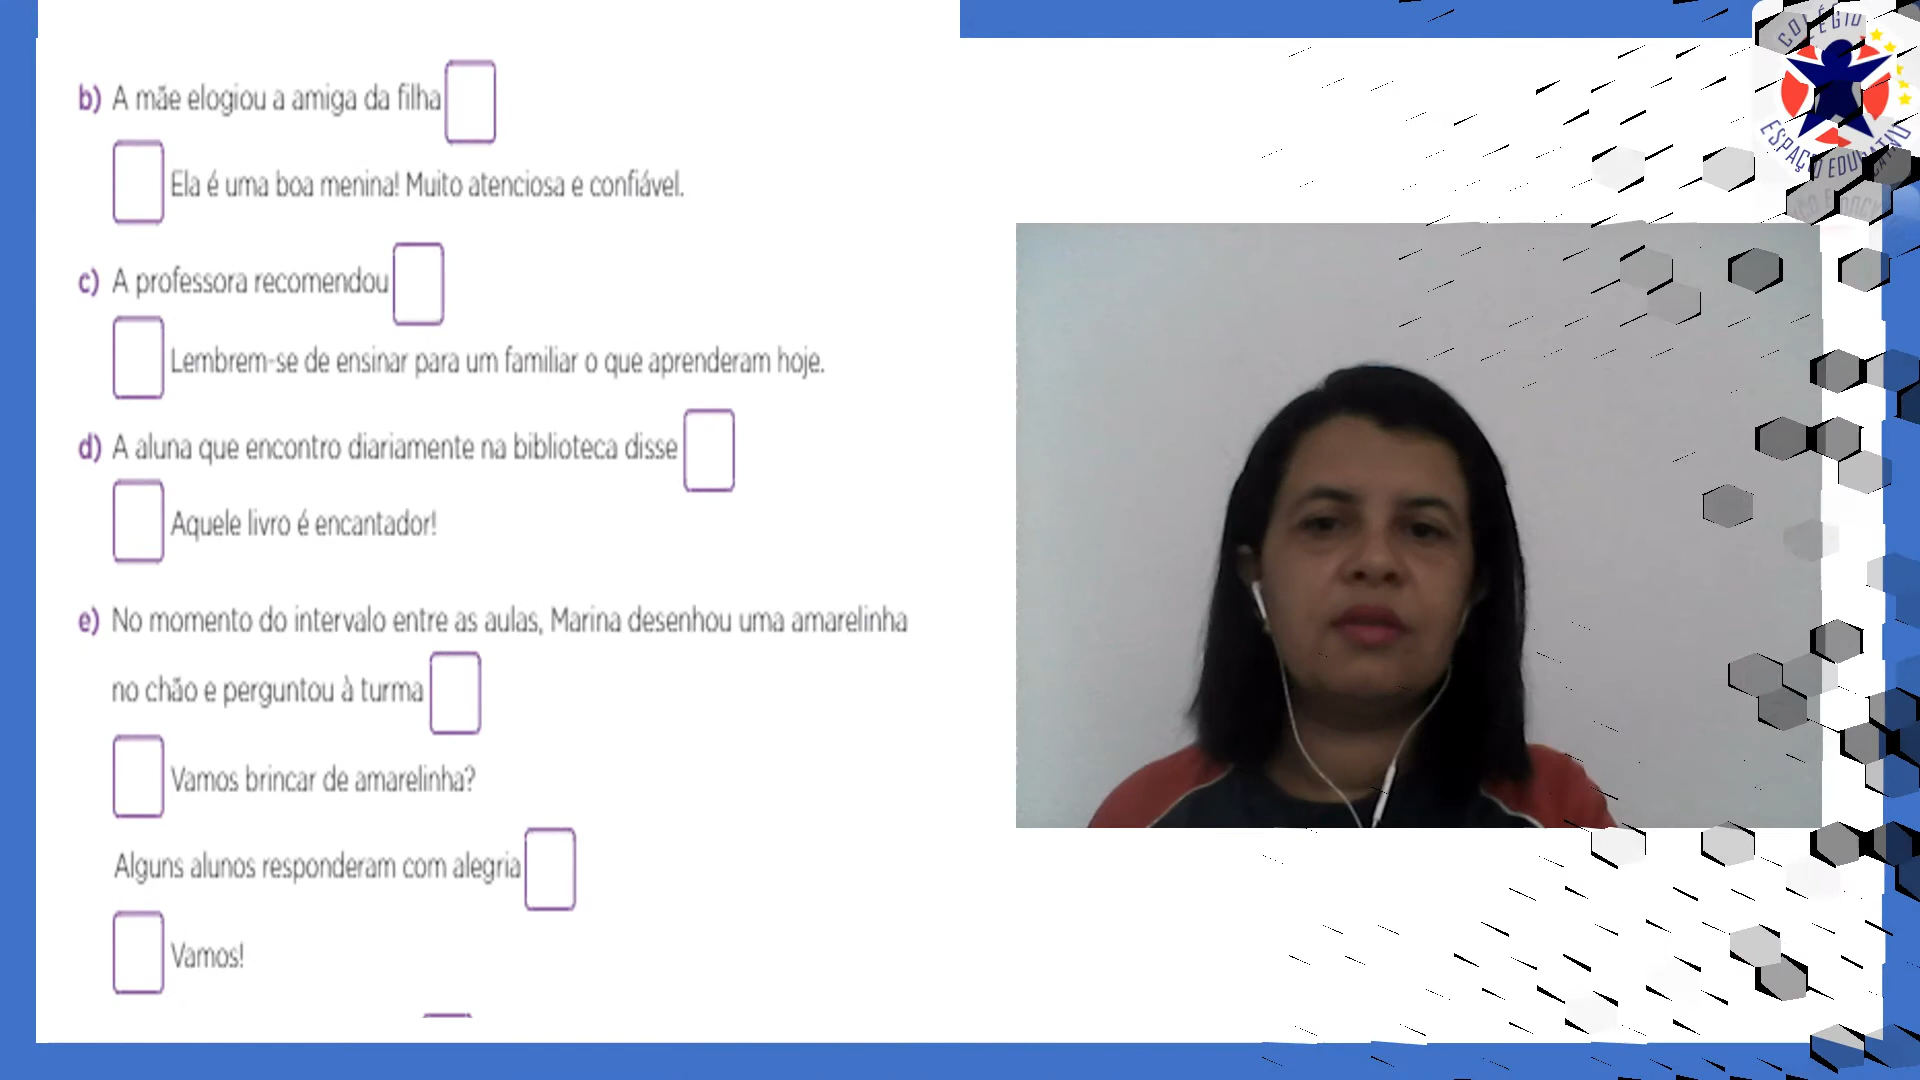 b) A mãe elogiou a amiga da filha
Ela é uma boa menina! Muito atenciosa e confiável.
c) A professora recomendou
Lembrem-se de ensinar para um familiar o que aprenderam hoje.
d) A aluna que encontro diariamente na biblioteca disse
Aquele livro é encantador!
e) No momento do intervalo entre as aulas, Marina desenhou uma amarelinha
no chão e perguntou à turma
Vamos brincar de amarelinha?
Alguns alunos responderam com alegria
Vamos!
COLÉGIO
ESPAÇO EDUCATIVO